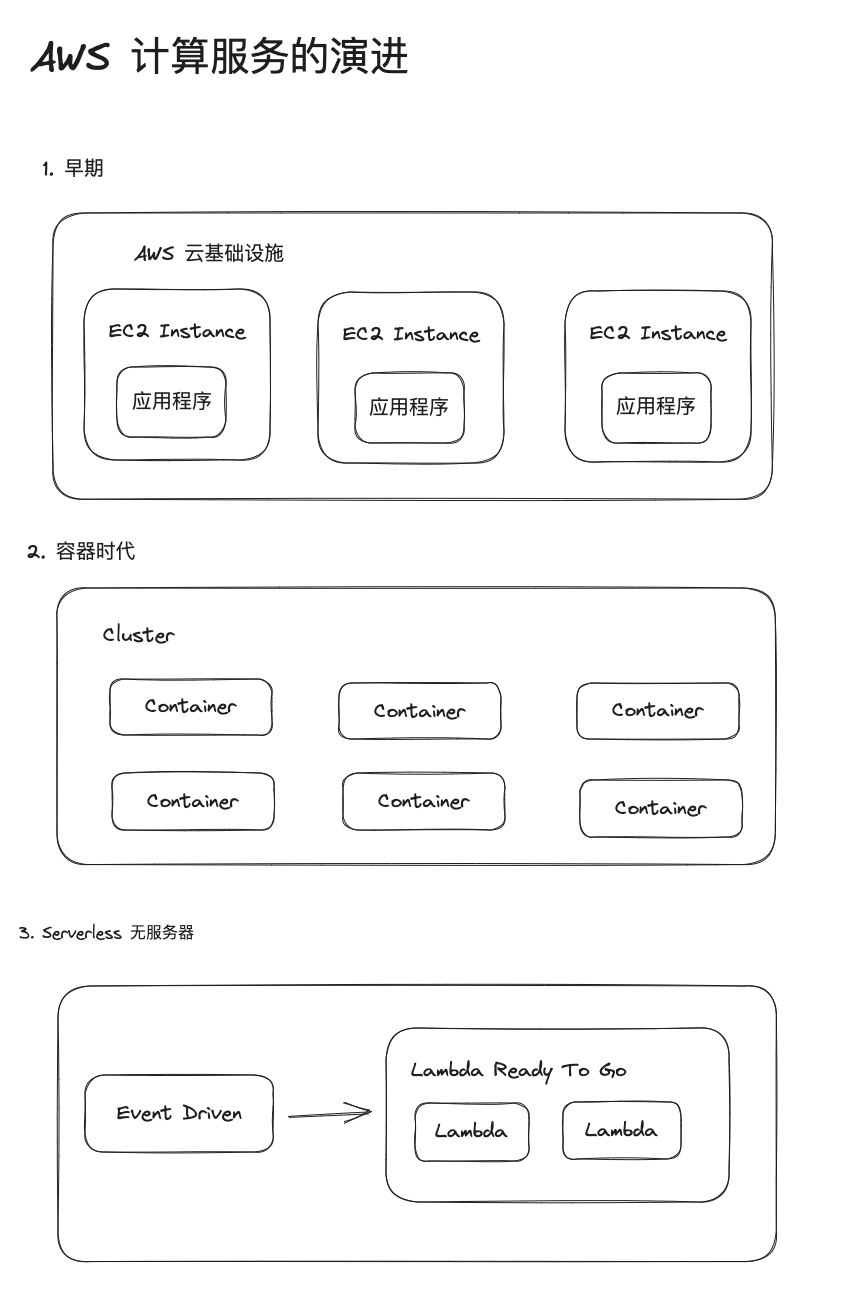 AWS 计算服务的演进
1. 早期
AWS 云基础设施
EC2 Instance
应用程序
EC2 Instance
应用程序
EC2 Instance
应用程序
2. 容器时代
Cluster
Container
Container
Container
Container
Container
Container
3. Serverless 无服务器
Event Driven
Lambda Ready To Go
Lambda
Lambda